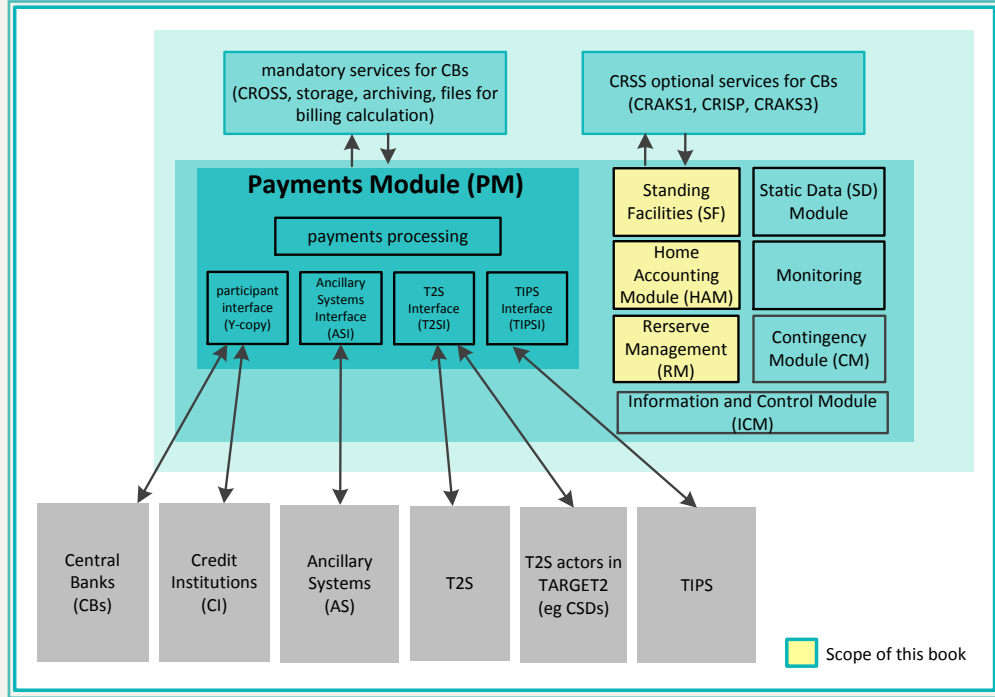 mandatory services for CBs
(CROSS, storage, archiving, files for
billing calculation)
CRSS optional services for CBs
(CRAKS1, CRISP, CRAKS3)
Payments Module (PM)
payments processing
participant
interface
(Y-copy)
Ancillary
Systems
Interface
(ASI)
T2S
Interface
(T2SI)
TIPS
Interface
(TIPSI)
Standing
Facilities (SF)
Static Data (SD)
Module
Home
Accounting
Module (HAM)
Monitoring
Rerserve
Management
(RM)
Contingency
Module (CM)
Information and Control Module
(ICM)
Central
Banks
(CBs)
Credit
Institutions
(CI)
Ancillary
Systems
(AS)
T2S
T2S actors in
TARGET2
(eg CSDs)
TIPS
Scope of this book